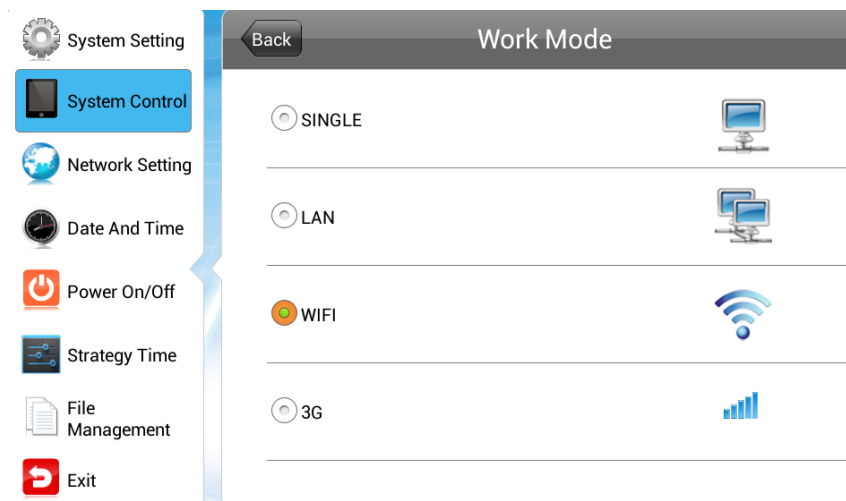 System Setting
System Control
Network Setting
Date And Time
Power On/Off
Strategy Time
File
Management
Exit
Back
Work Mode
SINGLE
LAN
WIFI
3G